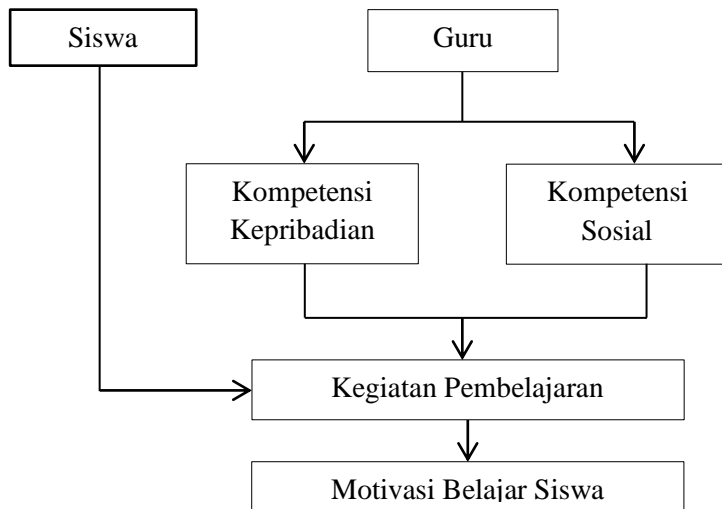 Siswa
Guru
Kompetensi
Kepribadian
Kompetensi
Sosial
Kegiatan Pembelajaran
Motivasi Belajar Siswa